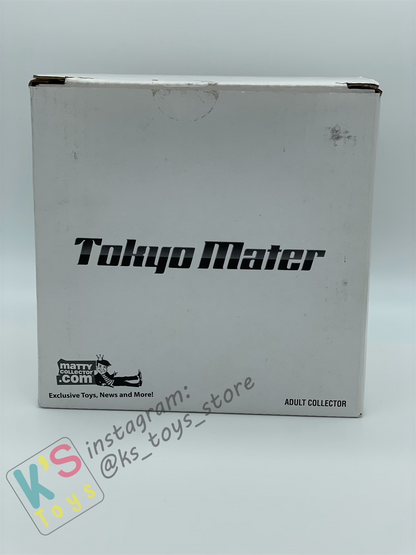 Tokyo Mater
matty
collector
.com
Exclusive Toys, News and More!
ADULT COLLECTOR
K'S
Toys
instagram:
@ks_toys_store